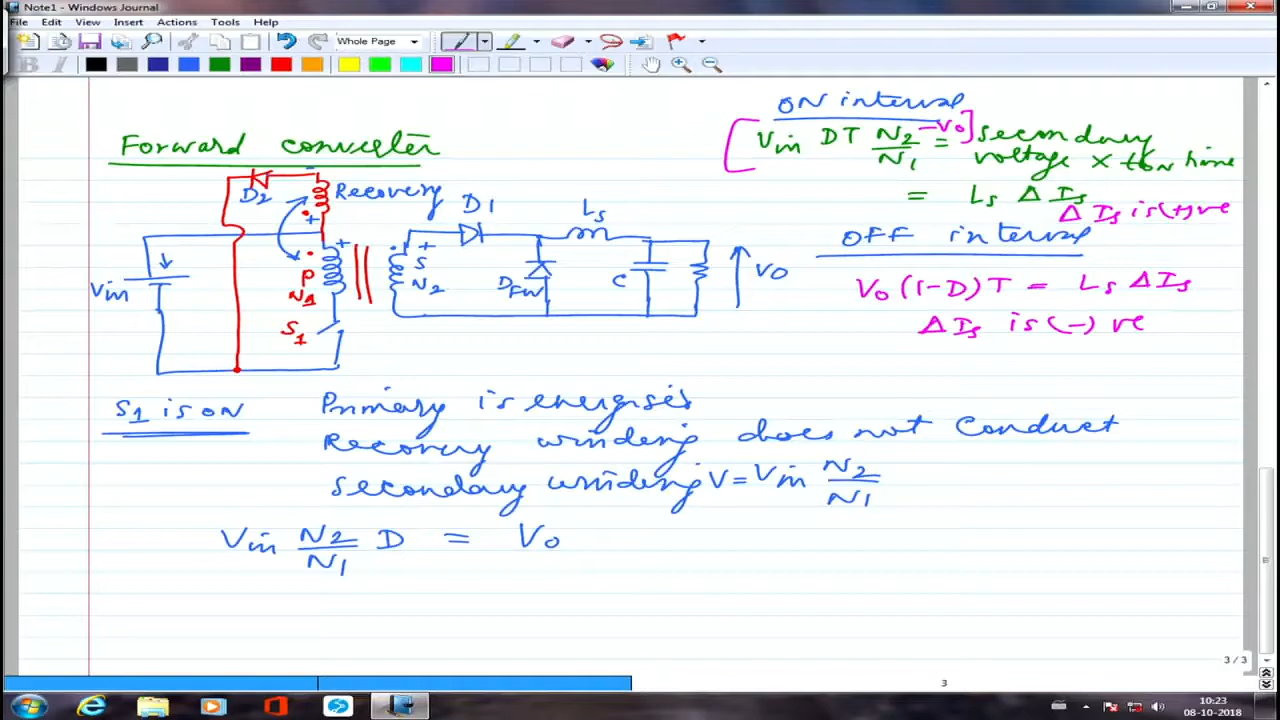 Note1 - Windows Journal
File Edit View Insert Actions Tools Help
Whole Page
B I
ON interval
Forward converter
[Vin DT N2/N1 -Vo] = secondary
voltage × tON time
= Ls ΔIs
ΔIs is (+)ve
D2
Recovery
D1
Ls
+
OFF interval
Vin
+
P
N1
S1
+
S
N2
DFW
C
Vo
Vo (1-D) T = Ls ΔIs
ΔIs is (-) ve
S1 is ON
Primary is energises
Recovery winding does not conduct
Secondary winding V = Vin N2/N1
Vin N2/N1 D = Vo
3 / 3
3
10:23
08-10-2018